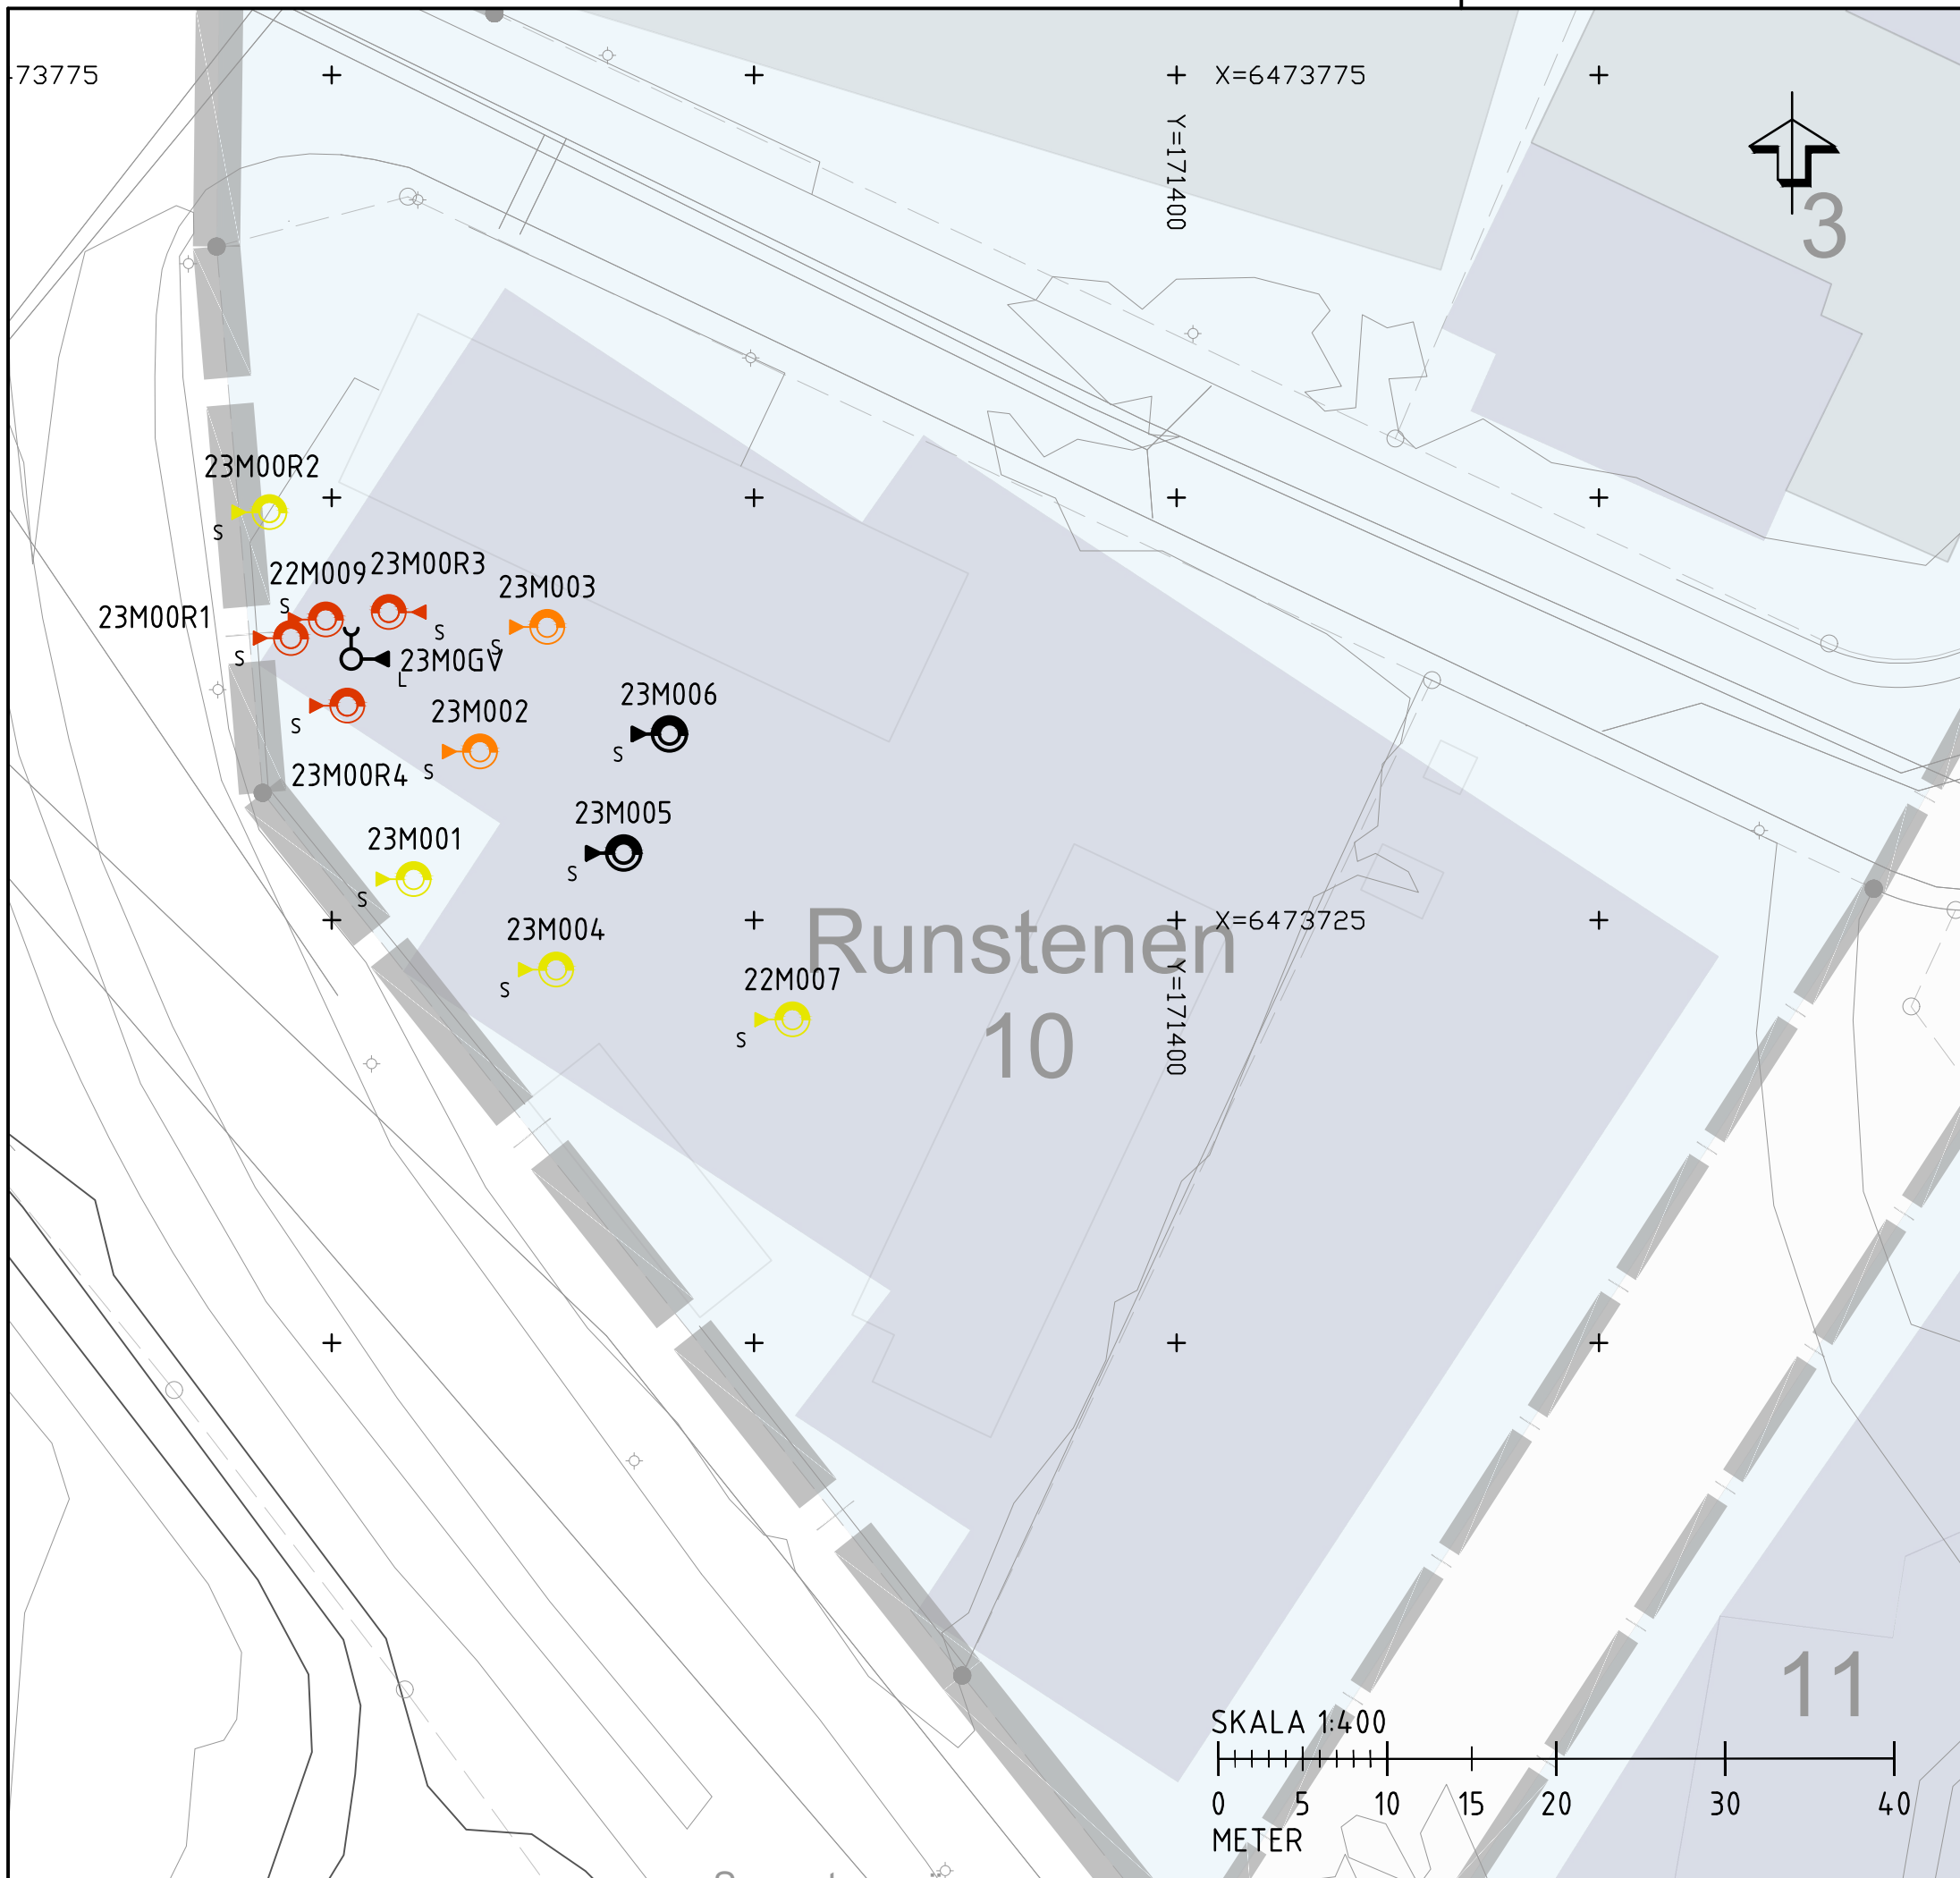 -73775
X=6473775
Y=171400
3
23M00R2
S
22M009
23M00R3
23M003
S
23M00R1
S
S
S
23M0GV
L
23M006
S
23M002
S
S
23M00R4
23M005
S
23M001
S
23M004
S
Runstenen
X=6473725
Y=171400
22M007
S
10
11
SKALA 1:400
0 5 10 15 20 30 40
METER